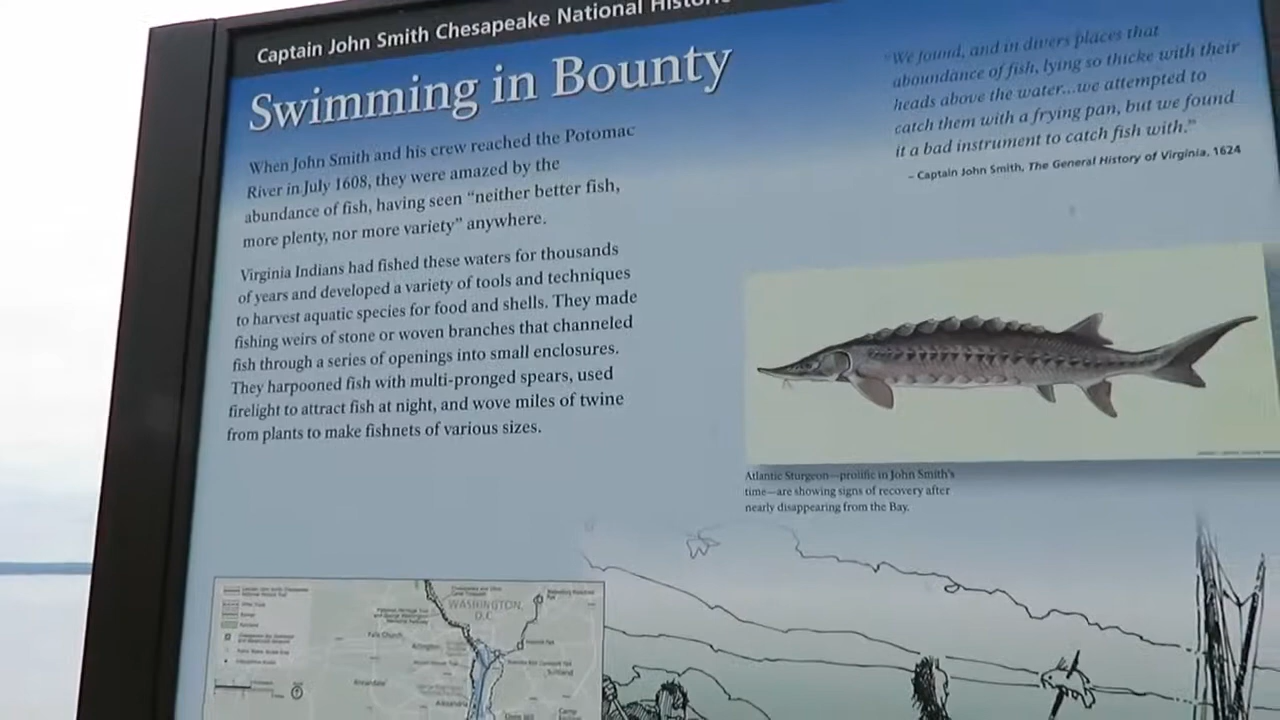 Captain John Smith Chesapeake National Historic
Swimming in Bounty
When John Smith and his crew reached the Potomac
River in July 1608, they were amazed by the
abundance of fish, having seen “neither better fish,
more plenty, nor more variety” anywhere.
Virginia Indians had fished these waters for thousands
of years and developed a variety of tools and techniques
to harvest aquatic species for food and shells. They made
fishing weirs of stone or woven branches that channeled
fish through a series of openings into small enclosures.
They harpooned fish with multi-pronged spears, used
firelight to attract fish at night, and wove miles of twine
from plants to make fishnets of various sizes.
“We found, and in divers places that
aboundance of fish, lying so thicke with their
heads above the water...we attempted to
catch them with a frying pan, but we found
it a bad instrument to catch fish with.”
– Captain John Smith, The General History of Virginia, 1624
Atlantic Sturgeon—prolific in John Smith's
time—are showing signs of recovery after
nearly disappearing from the Bay.
WASHINGTON,
D.C.
Falls Church
Arlington
Annandale
Alexandria
Suitland
Camp